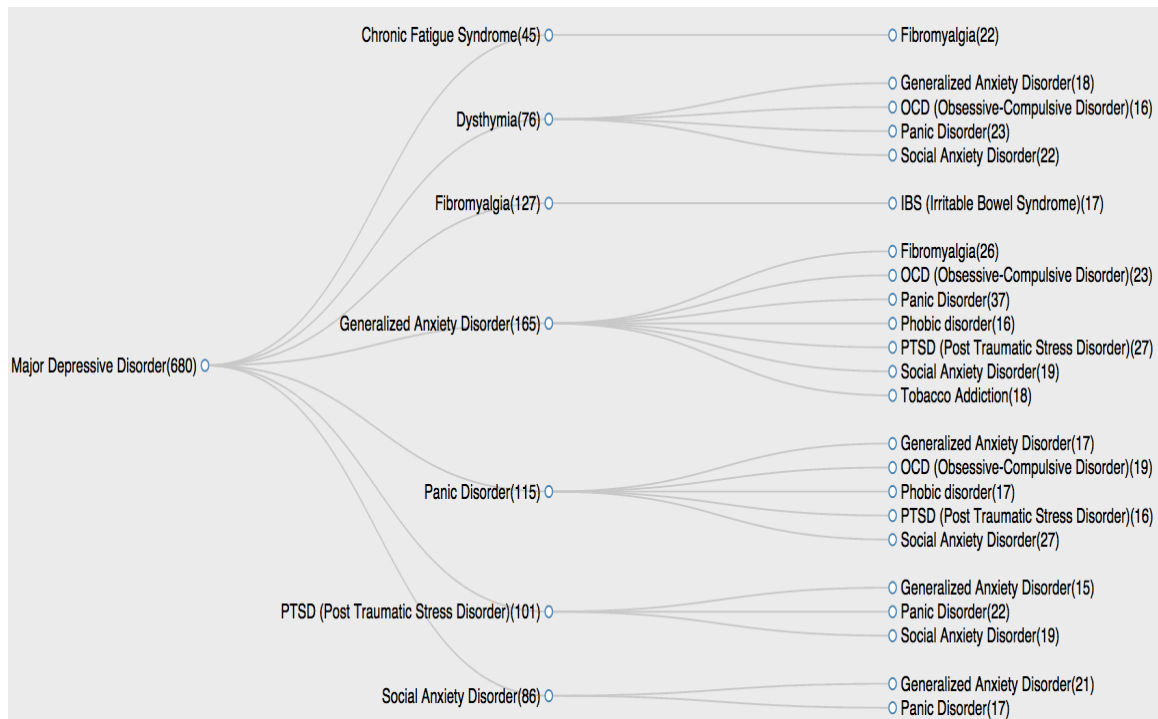 Major Depressive Disorder(680)
Chronic Fatigue Syndrome(45)
Fibromyalgia(22)
Dysthymia(76)
Generalized Anxiety Disorder(18)
OCD (Obsessive-Compulsive Disorder)(16)
Panic Disorder(23)
Social Anxiety Disorder(22)
Fibromyalgia(127)
IBS (Irritable Bowel Syndrome)(17)
Generalized Anxiety Disorder(165)
Fibromyalgia(26)
OCD (Obsessive-Compulsive Disorder)(23)
Panic Disorder(37)
Phobic disorder(16)
PTSD (Post Traumatic Stress Disorder)(27)
Social Anxiety Disorder(19)
Tobacco Addiction(18)
Panic Disorder(115)
Generalized Anxiety Disorder(17)
OCD (Obsessive-Compulsive Disorder)(19)
Phobic disorder(17)
PTSD (Post Traumatic Stress Disorder)(16)
Social Anxiety Disorder(27)
PTSD (Post Traumatic Stress Disorder)(101)
Generalized Anxiety Disorder(15)
Panic Disorder(22)
Social Anxiety Disorder(19)
Social Anxiety Disorder(86)
Generalized Anxiety Disorder(21)
Panic Disorder(17)